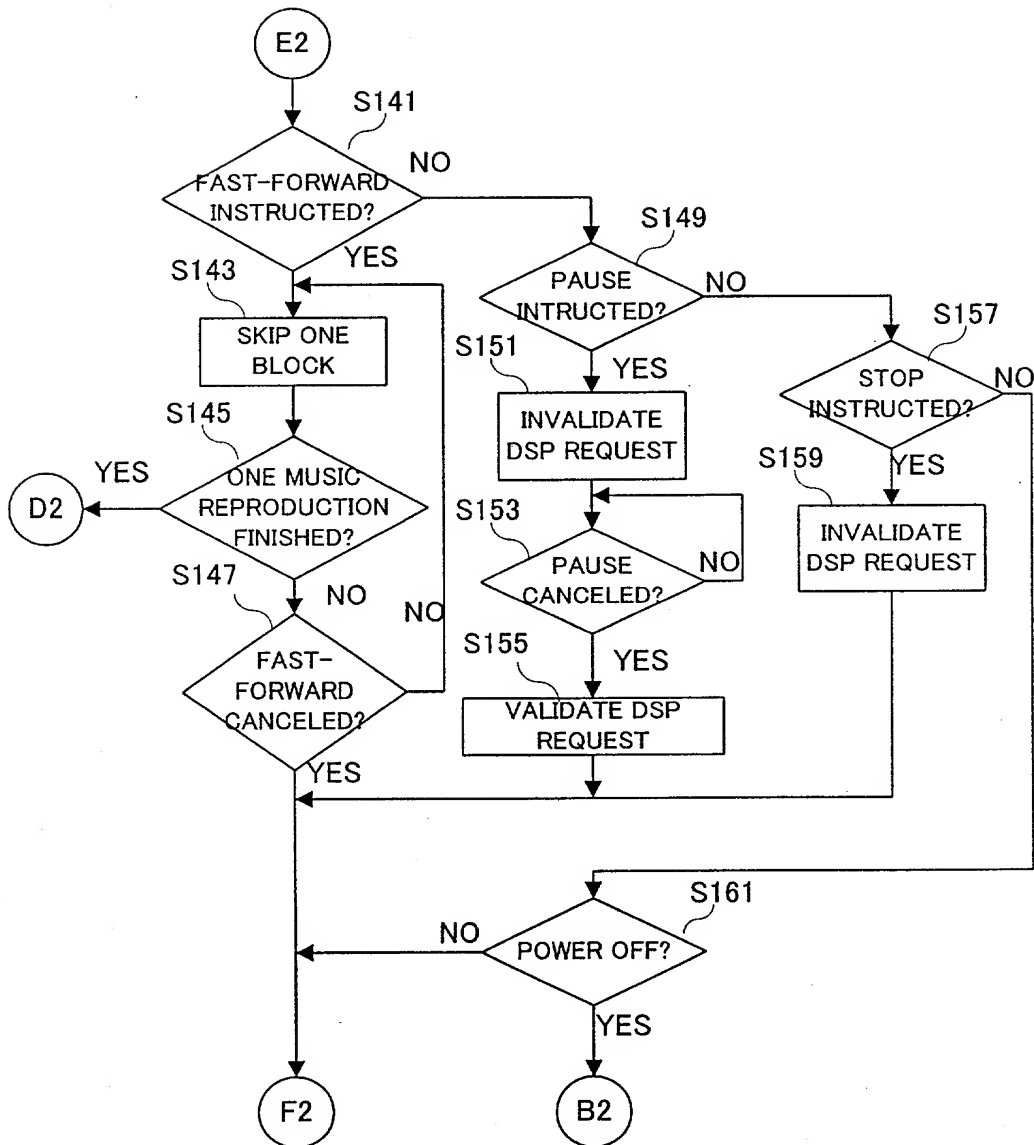 E2
S141
FAST-FORWARD
INSTRUCTED?
NO
YES
S143
SKIP ONE
BLOCK
S145
YES
ONE MUSIC
REPRODUCTION
FINISHED?
D2
S147
NO
NO
FAST-
FORWARD
CANCELED?
YES
S149
PAUSE
INTRUCTED?
NO
S151
YES
INVALIDATE
DSP REQUEST
S153
PAUSE
CANCELED?
NO
S155
YES
VALIDATE DSP
REQUEST
S157
STOP
INSTRUCTED?
NO
S159
YES
INVALIDATE
DSP REQUEST
S161
NO
POWER OFF?
YES
F2
B2